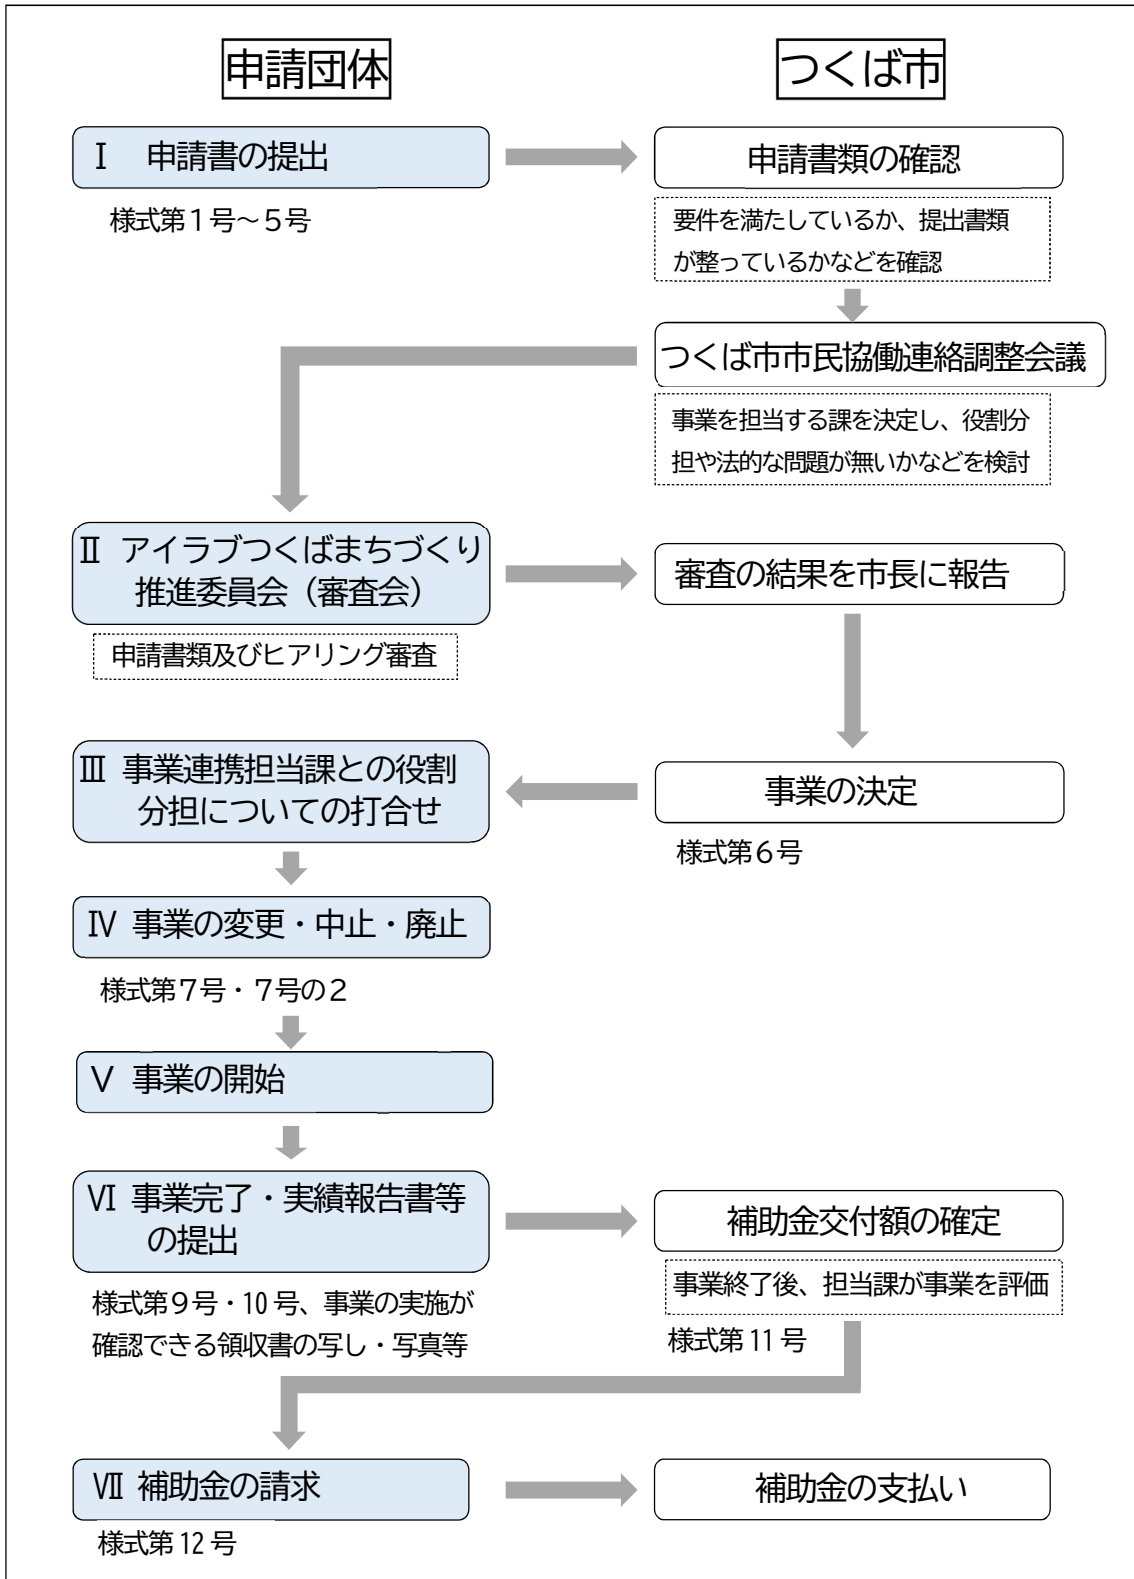 申請団体
つくば市
Ⅰ 申請書の提出
申請書類の確認
様式第１号～５号
要件を満たしているか、提出書類
が整っているかなどを確認
つくば市市民協働連絡調整会議
事業を担当する課を決定し、役割分
担や法的な問題が無いかなどを検討
Ⅱ アイラブつくばまちづくり
推進委員会（審査会）
審査の結果を市長に報告
申請書類及びヒアリング審査
Ⅲ 事業連携担当課との役割
分担についての打合せ
事業の決定
様式第６号
Ⅳ 事業の変更・中止・廃止
様式第７号・７号の２
Ⅴ 事業の開始
Ⅵ 事業完了・実績報告書等
の提出
補助金交付額の確定
事業終了後、担当課が事業を評価
様式第９号・10 号、事業の実施が
確認できる領収書の写し・写真等
様式第 11 号
Ⅶ 補助金の請求
補助金の支払い
様式第 12 号